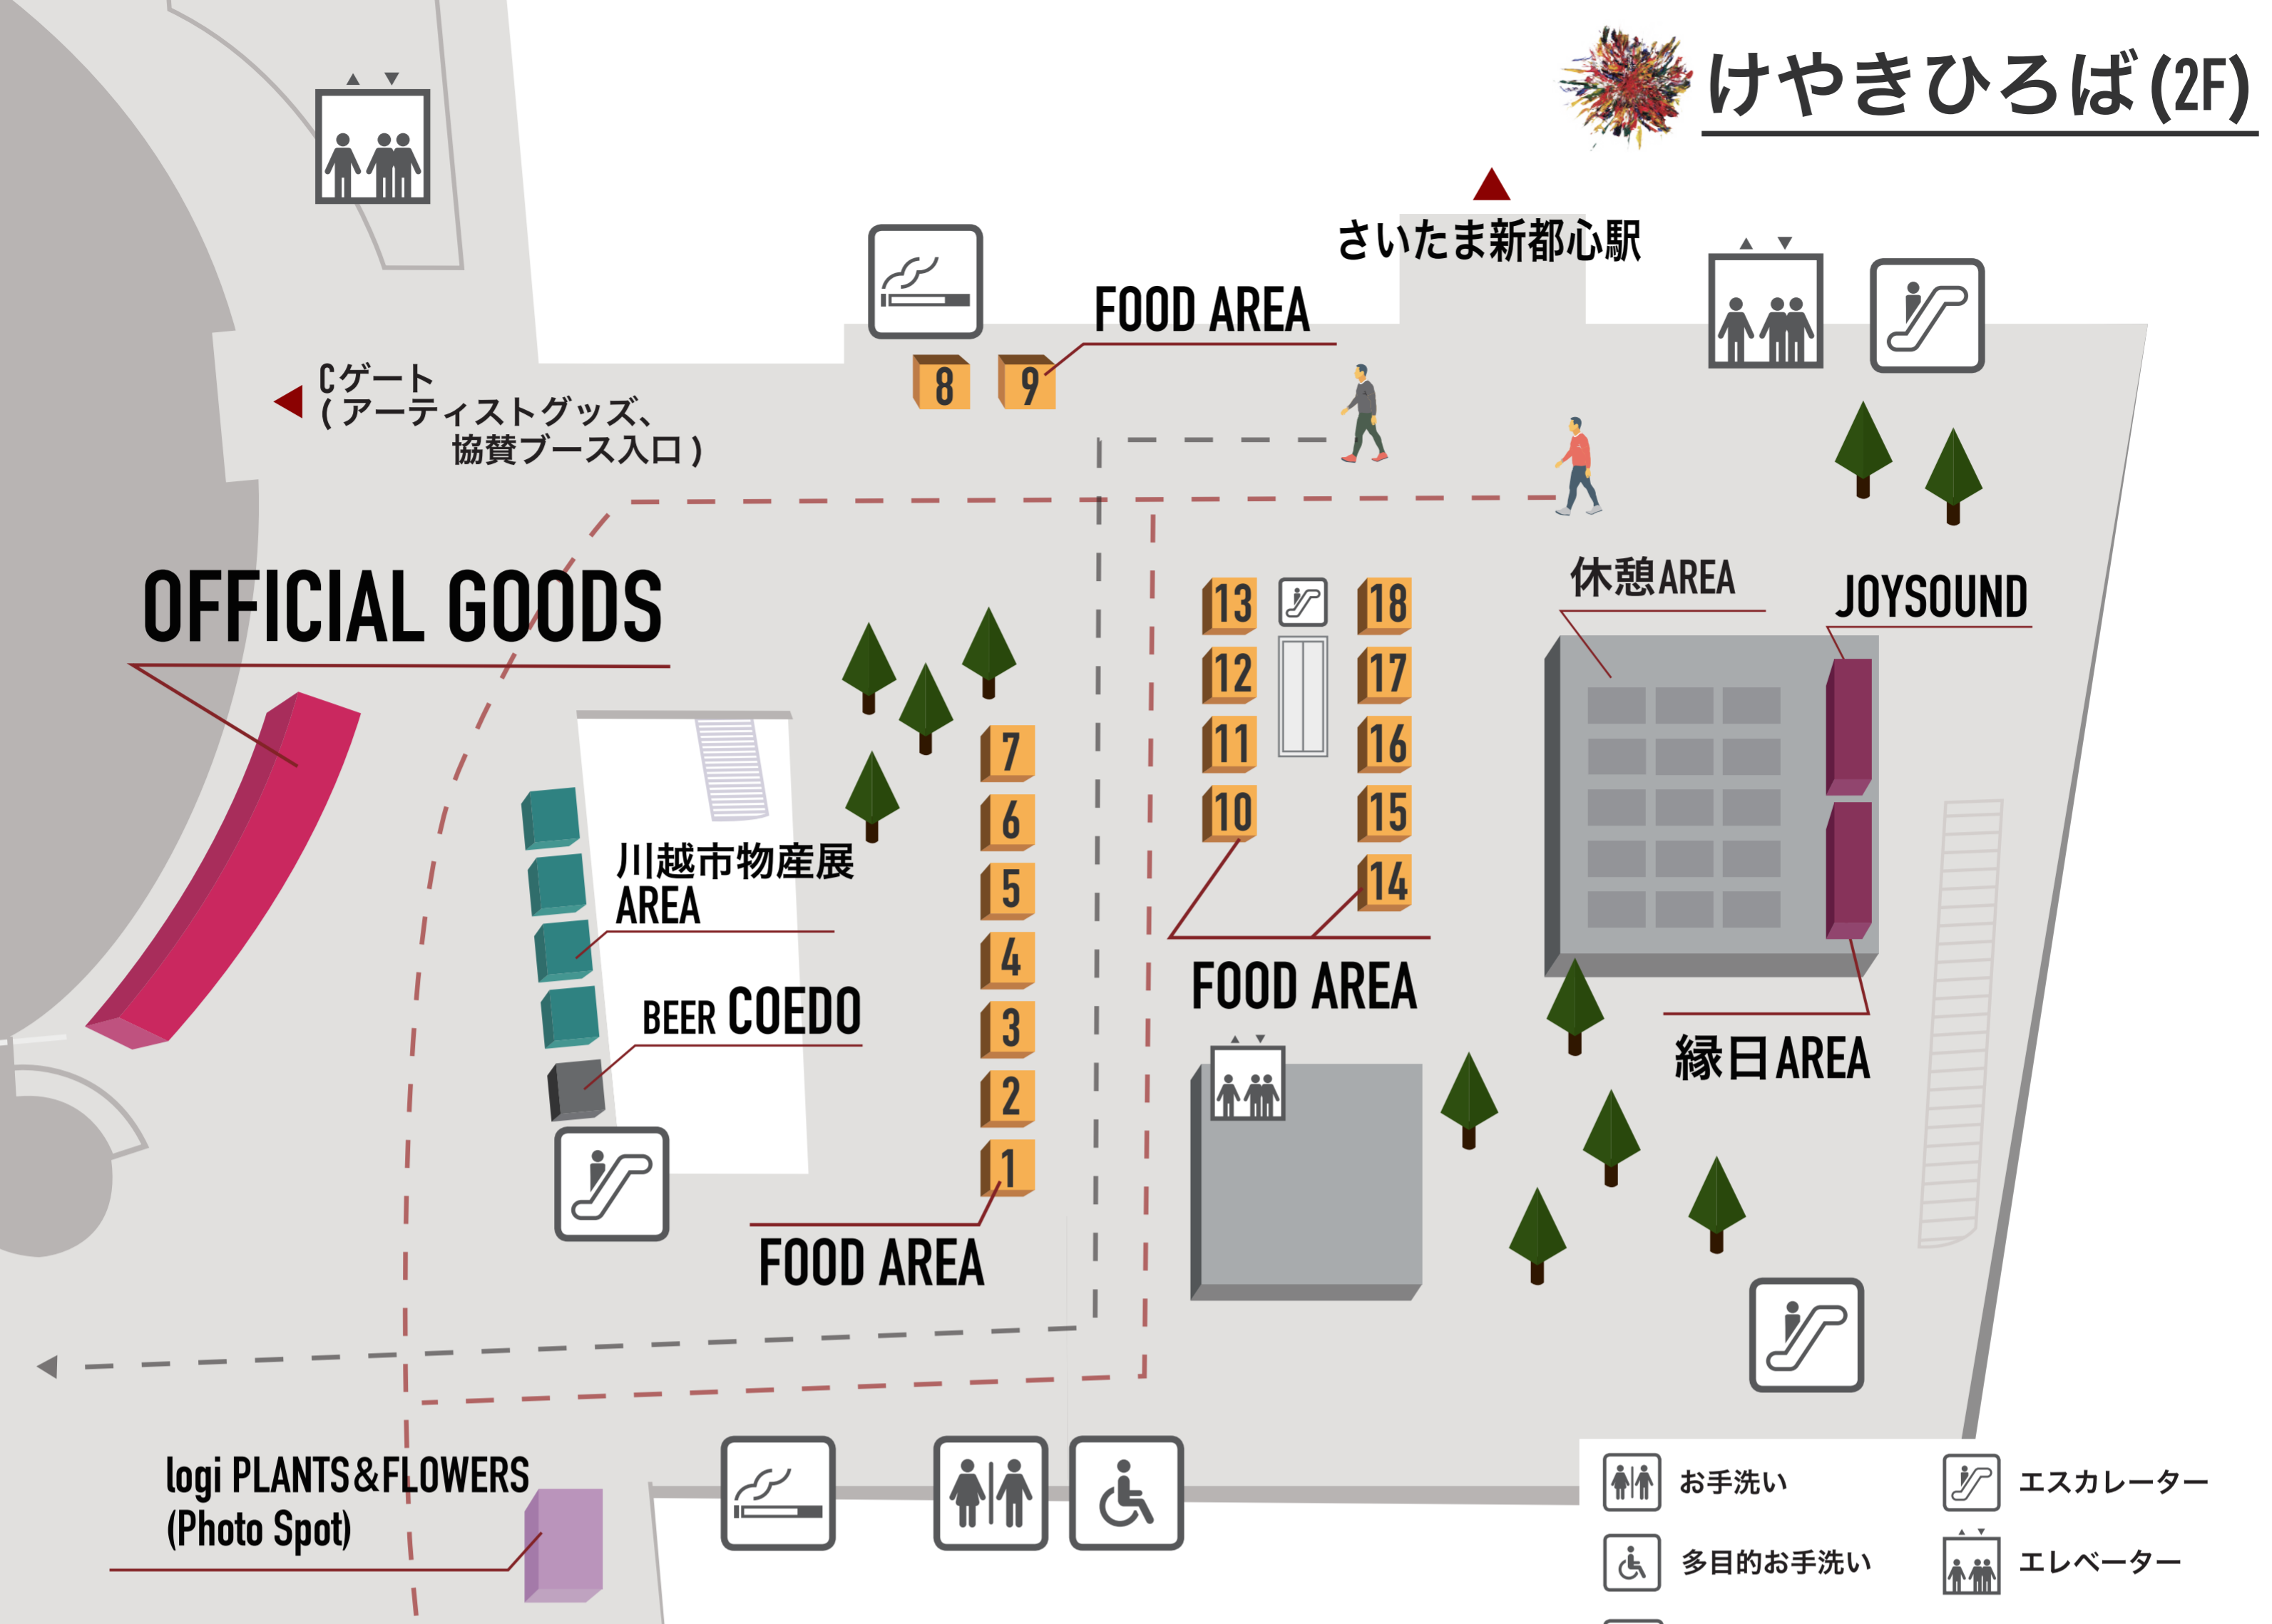 けやきひろば(2F)
さいたま新都心駅
FOOD AREA
8
9
Cゲート
(アーティストグッズ、
協賛ブース入口)
OFFICIAL GOODS
休憩AREA
JOYSOUND
13
18
12
17
11
16
10
15
14
7
6
5
4
3
2
1
川越市物産展
AREA
BEER COEDO
FOOD AREA
縁日AREA
FOOD AREA
logi PLANTS&FLOWERS
(Photo Spot)
お手洗い
エスカレーター
多目的お手洗い
エレベーター